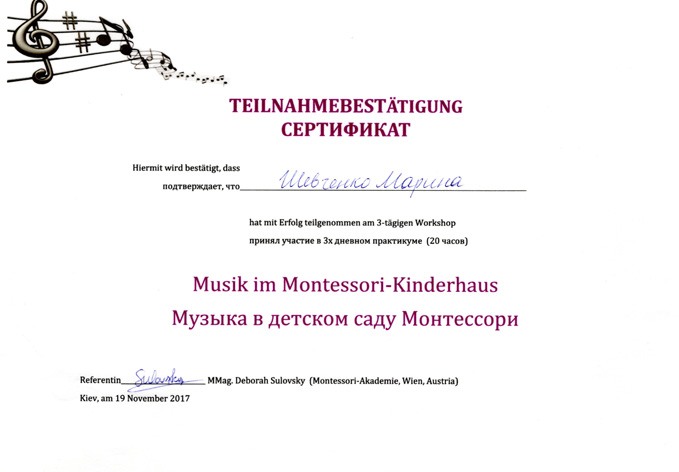 TEILNAHMEBESTÄTIGUNG
СЕРТИФИКАТ
Hiermit wird bestätigt, dass
подтверждает, что Шевченко Марина
hat mit Erfolg teilgenommen am 3-tägigen Workshop
принял участие в 3х дневном практикуме (20 часов)
Musik im Montessori-Kinderhaus
Музыка в детском саду Монтессори
Referentin Sulovsky MMag. Deborah Sulovsky (Montessori-Akademie, Wien, Austria)
Kiev, am 19 November 2017